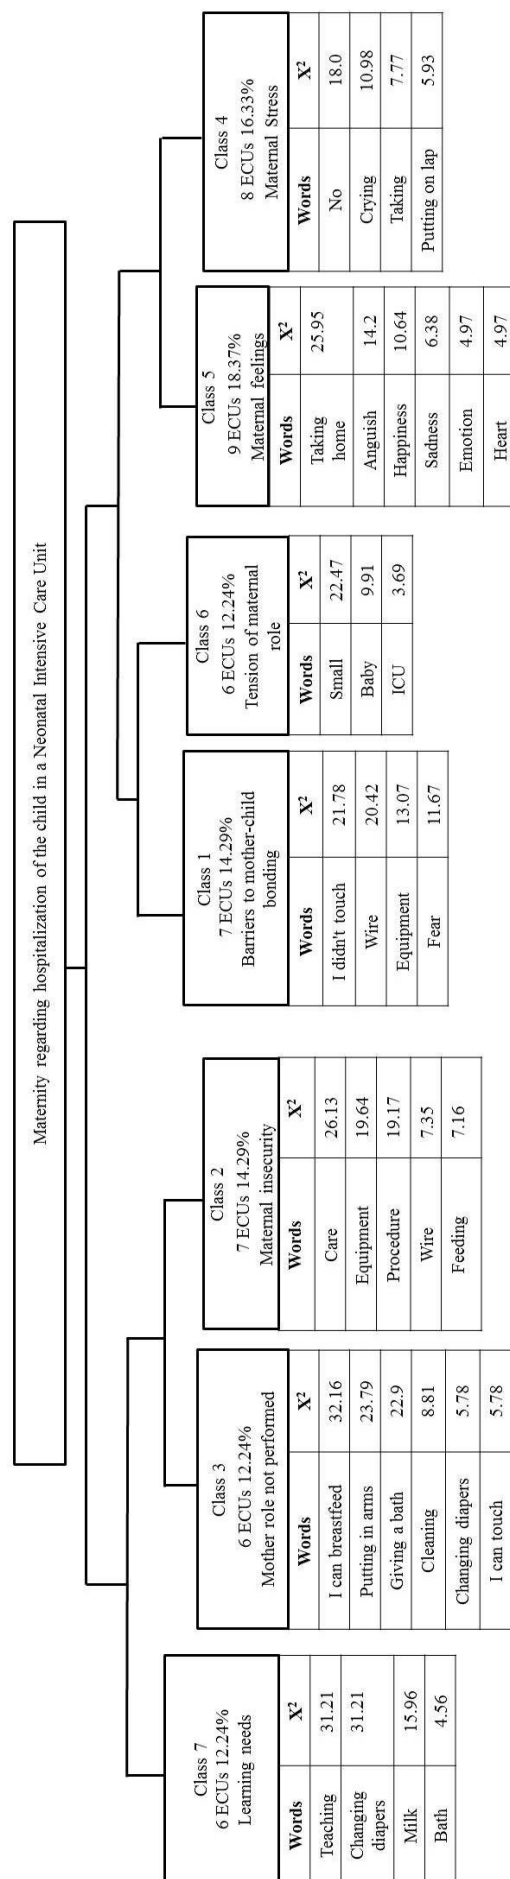 Maternity regarding hospitalization of the child in a Neonatal Intensive Care Unit
Class 7
6 ECUs 12.24%
Learning needs
Words X²
Teaching 31.21
Changing
diapers 31.21
Milk 15.96
Bath 4.56
Class 3
6 ECUs 12.24%
Mother role not performed
Words X²
I can breastfeed 32.16
Putting in arms 23.79
Giving a bath 22.9
Cleaning 8.81
Changing diapers 5.78
I can touch 5.78
Class 2
7 ECUs 14.29%
Maternal insecurity
Words X²
Care 26.13
Equipment 19.64
Procedure 19.17
Wire 7.35
Feeding 7.16
Class 1
7 ECUs 14.29%
Barriers to mother-child
bonding
Words X²
I didn't touch 21.78
Wire 20.42
Equipment 13.07
Fear 11.67
Class 6
6 ECUs 12.24%
Tension of maternal
role
Words X²
Small 22.47
Baby 9.91
ICU 3.69
Class 5
9 ECUs 18.37%
Maternal feelings
Words X²
Taking
home 25.95
Anguish 14.2
Happiness 10.64
Sadness 6.38
Emotion 4.97
Heart 4.97
Class 4
8 ECUs 16.33%
Maternal Stress
Words X²
No 18.0
Crying 10.98
Taking 7.77
Putting on lap 5.93